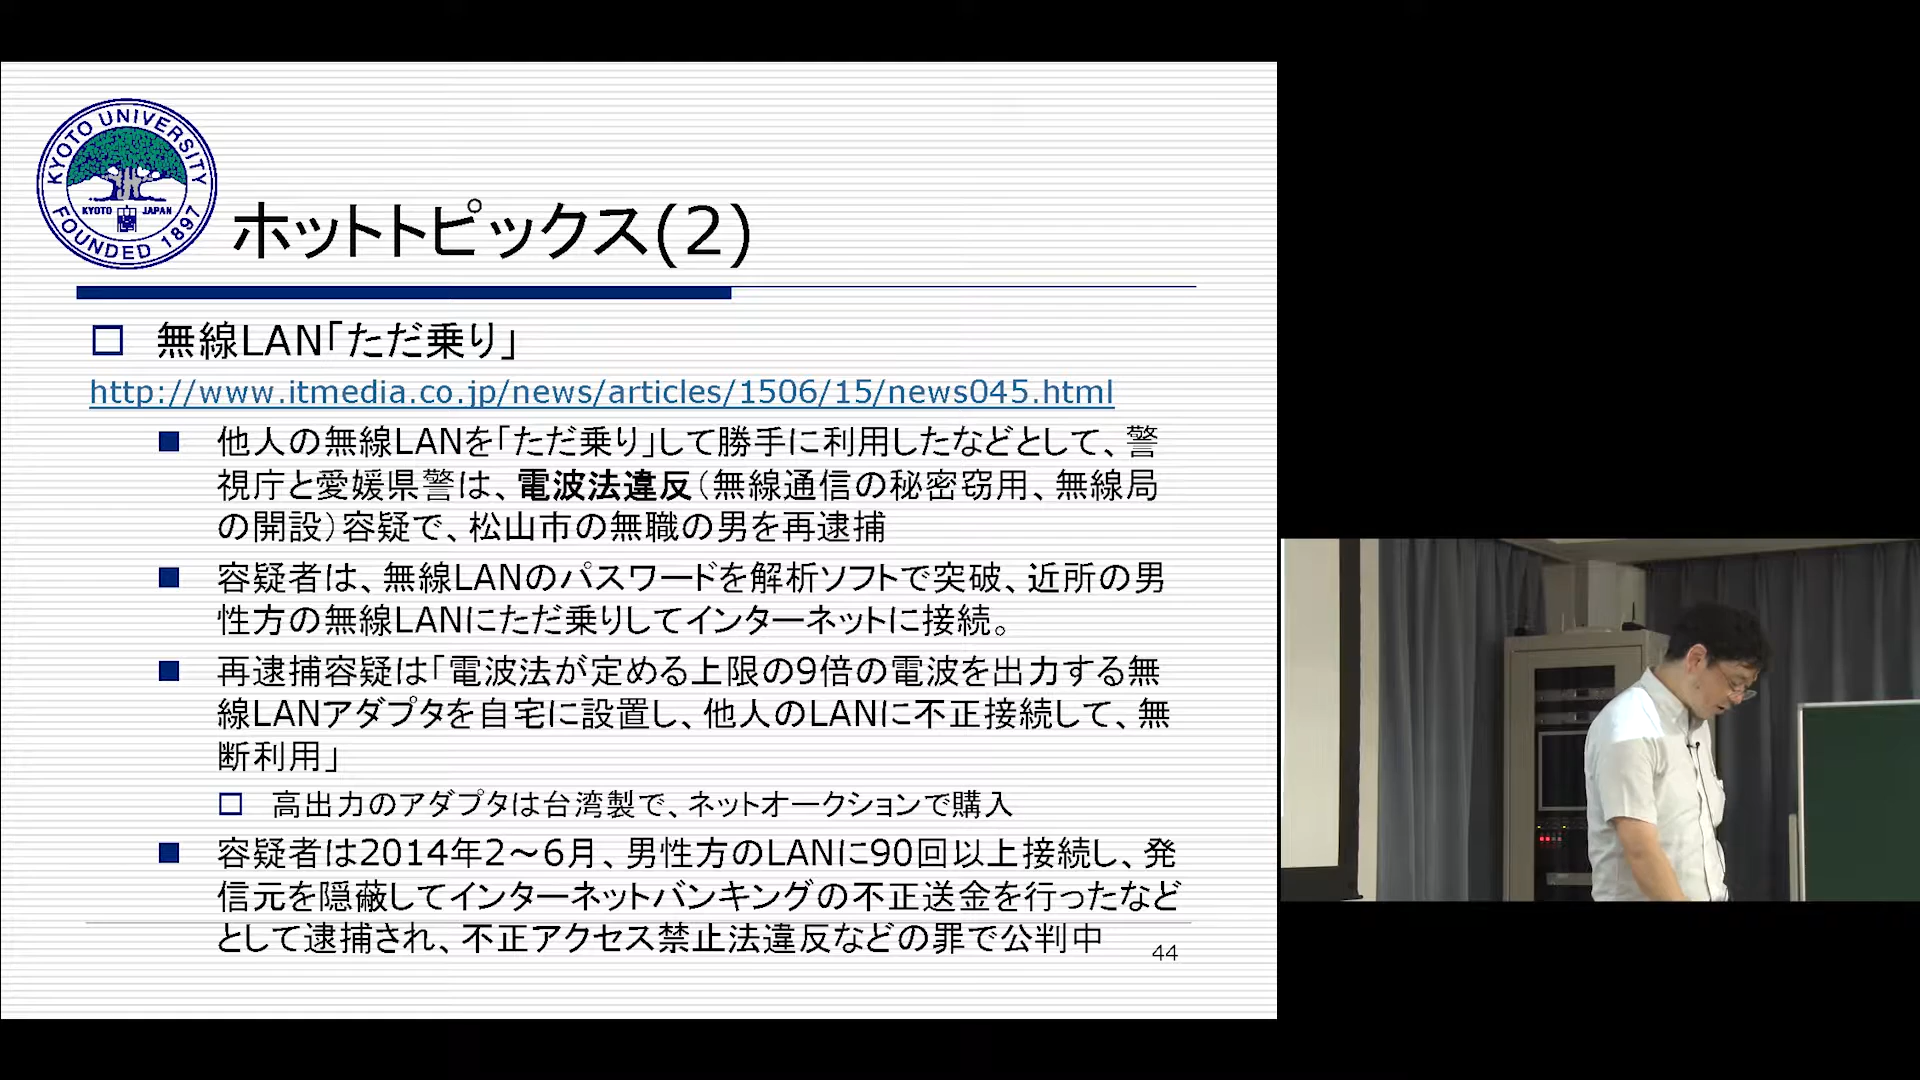 KYOTO UNIVERSITY
KYOTO JAPAN
FOUNDED 1897
ホットトピックス(2)
無線LAN「ただ乗り」
http://www.itmedia.co.jp/news/articles/1506/15/news045.html
他人の無線LANを「ただ乗り」して勝手に利用したなどとして、警
視庁と愛媛県警は、電波法違反（無線通信の秘密窃用、無線局
の開設）容疑で、松山市の無職の男を再逮捕
容疑者は、無線LANのパスワードを解析ソフトで突破、近所の男
性方の無線LANにただ乗りしてインターネットに接続。
再逮捕容疑は「電波法が定める上限の9倍の電波を出力する無
線LANアダプタを自宅に設置し、他人のLANに不正接続して、無
断利用」
高出力のアダプタは台湾製で、ネットオークションで購入
容疑者は2014年2～6月、男性方のLANに90回以上接続し、発
信元を隠蔽してインターネットバンキングの不正送金を行ったなど
として逮捕され、不正アクセス禁止法違反などの罪で公判中
44